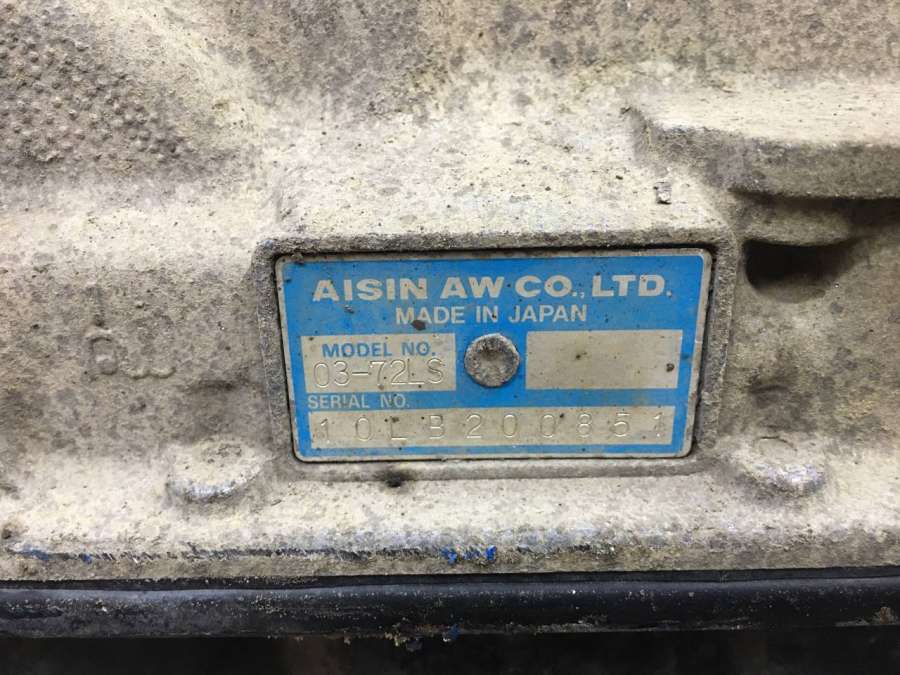 AISIN AW CO., LTD.
MADE IN JAPAN
MODEL NO.
03-72LS
SERIAL NO.
10LB200851